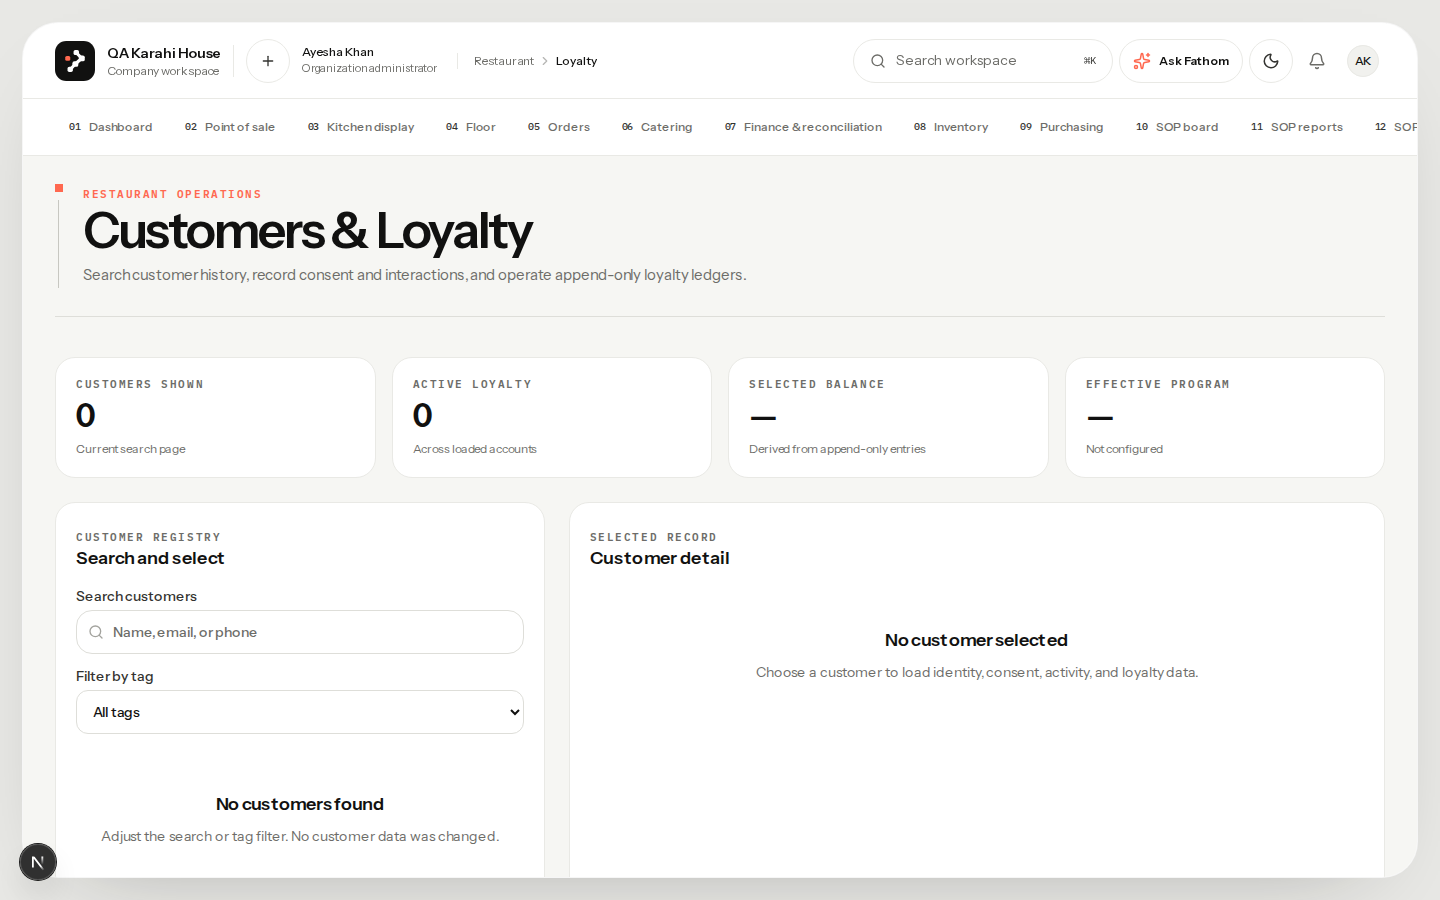 QA Karahi House
Company workspace
Ayesha Khan
Organization administrator
Restaurant > Loyalty
Search workspace
⌘K
Ask Fathom
AK
01 Dashboard
02 Point of sale
03 Kitchen display
04 Floor
05 Orders
06 Catering
07 Finance & reconciliation
08 Inventory
09 Purchasing
10 SOP board
11 SOP reports
12 SOP
RESTAURANT OPERATIONS
Customers & Loyalty
Search customer history, record consent and interactions, and operate append-only loyalty ledgers.
CUSTOMERS SHOWN
0
Current search page
ACTIVE LOYALTY
0
Across loaded accounts
SELECTED BALANCE
—
Derived from append-only entries
EFFECTIVE PROGRAM
—
Not configured
CUSTOMER REGISTRY
Search and select
Search customers
Name, email, or phone
Filter by tag
All tags
No customers found
Adjust the search or tag filter. No customer data was changed.
SELECTED RECORD
Customer detail
No customer selected
Choose a customer to load identity, consent, activity, and loyalty data.
N